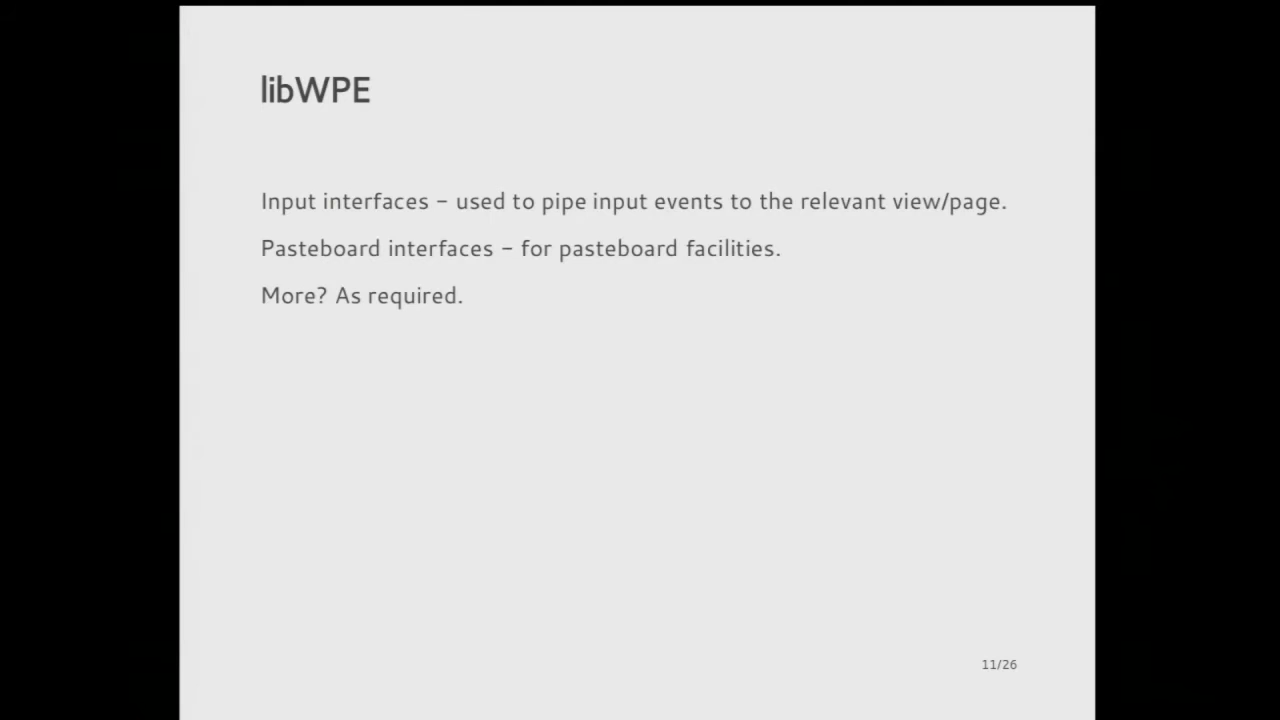 libWPE
Input interfaces - used to pipe input events to the relevant view/page.
Pasteboard interfaces - for pasteboard facilities.
More? As required.
11/26